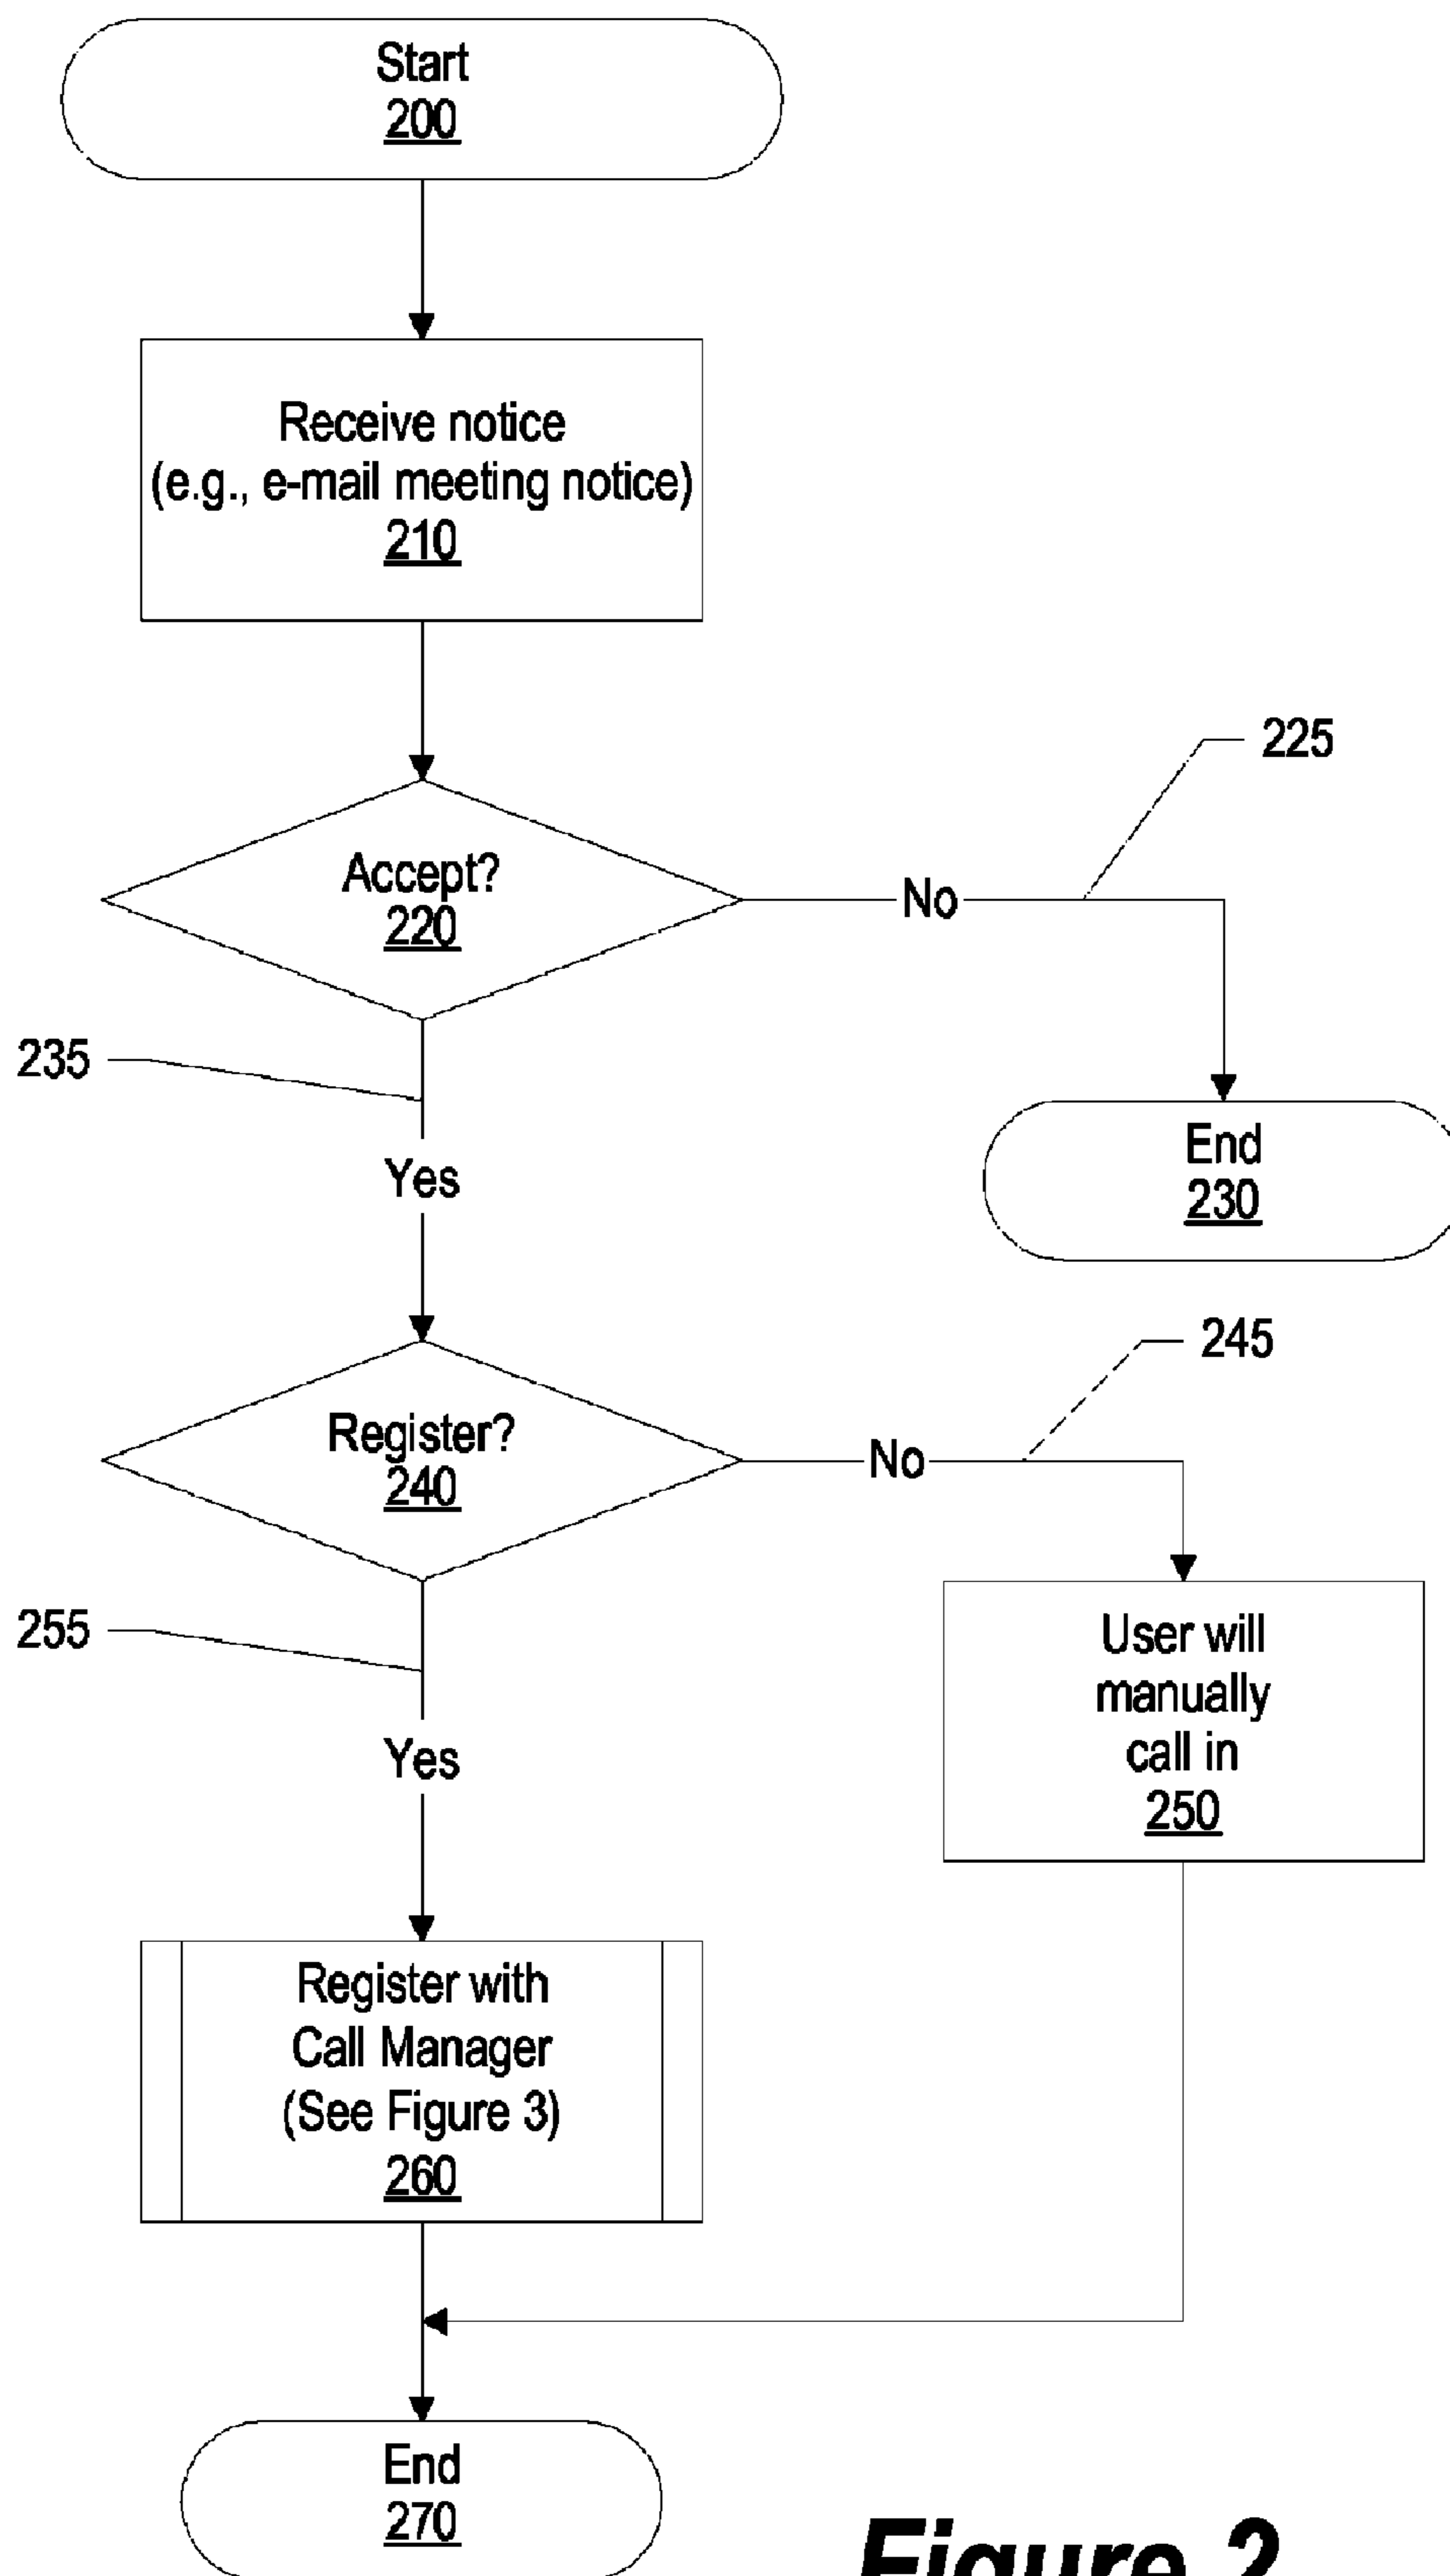 Start
200
Receive notice
(e.g., e-mail meeting notice)
210
225
Accept?
220
No
235
Yes
End
230
245
Register?
240
No
255
Yes
User will
manually
call in
250
Register with
Call Manager
(See Figure 3)
260
End
270
Figure 2